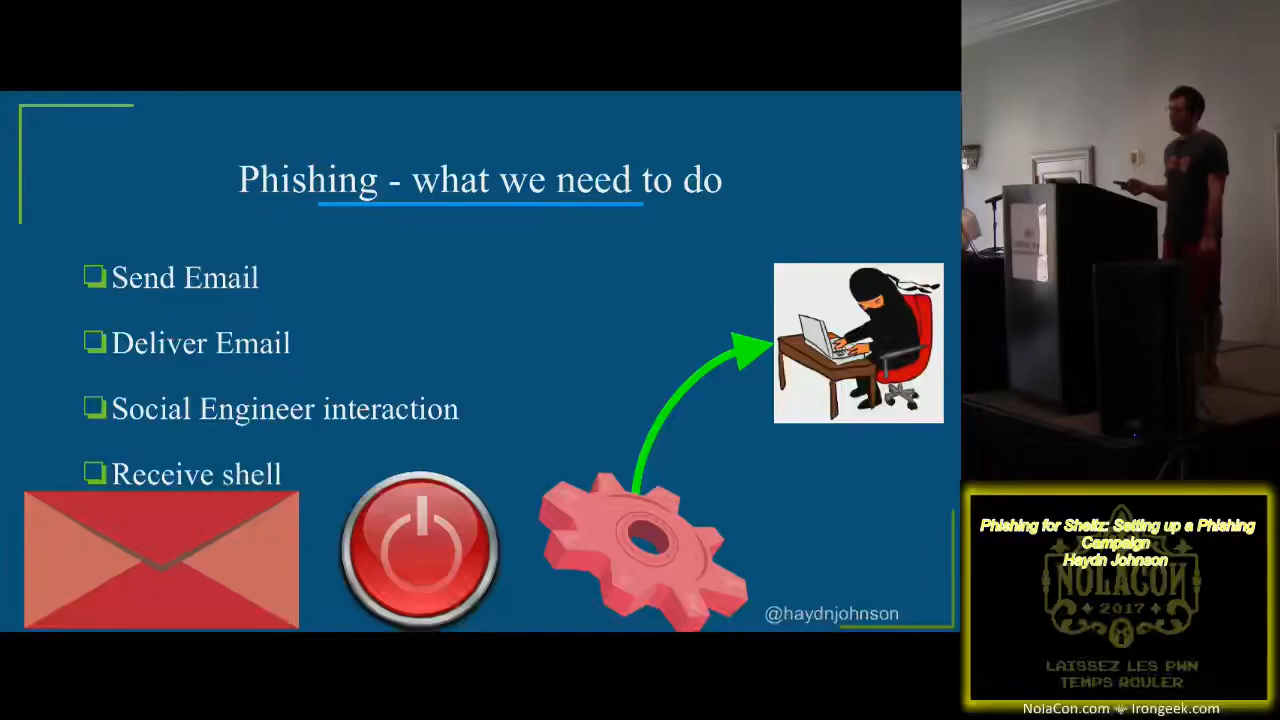 Phishing - what we need to do
Send Email
Deliver Email
Social Engineer interaction
Receive shell
@haydnjohnson
Phishing for Shellz: Setting up a Phishing
Campaign
Haydn Johnson
NOLACON
2017
LAISSEZ LES PWN
TEMPS ROULER
NolaCon.com Irongeek.com